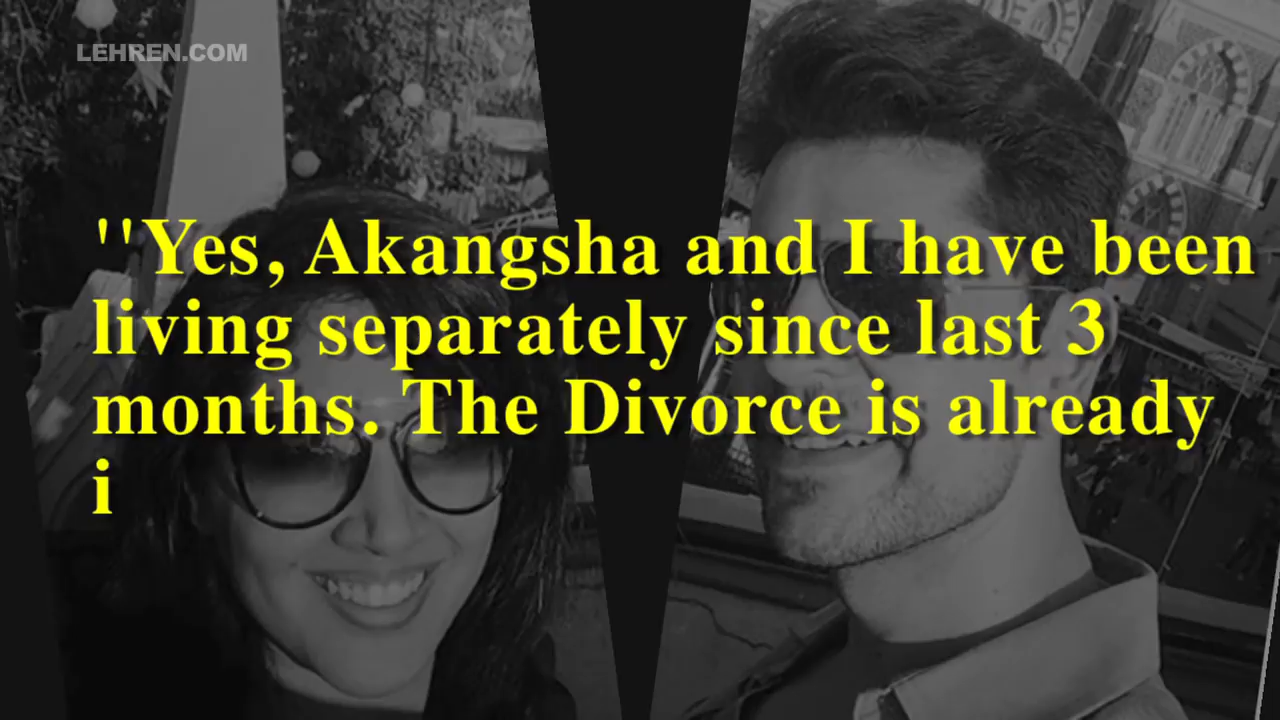 LEHREN.COM
''Yes, Akangsha and I have been
living separately since last 3
months. The Divorce is already
i